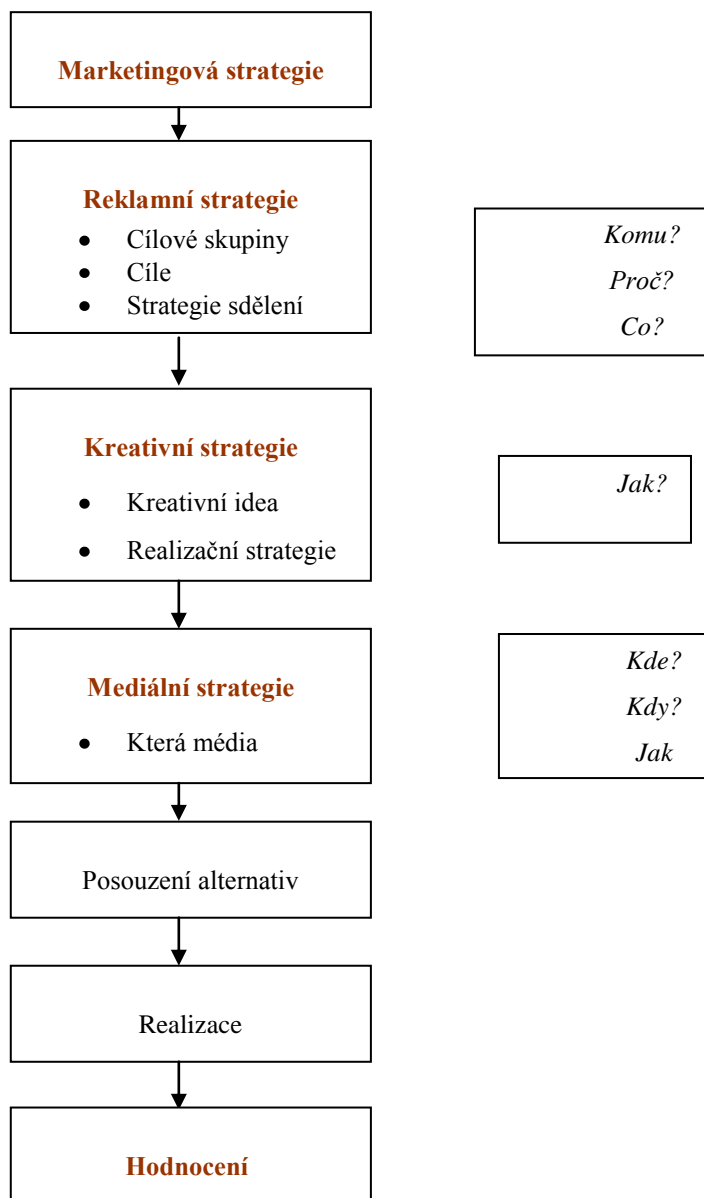 Marketingová strategie
Reklamní strategie
● Cílové skupiny
● Cíle
● Strategie sdělení
Komu?
Proč?
Co?
Kreativní strategie
● Kreativní idea
● Realizační strategie
Jak?
Mediální strategie
● Která média
Kde?
Kdy?
Jak
Posouzení alternativ
Realizace
Hodnocení